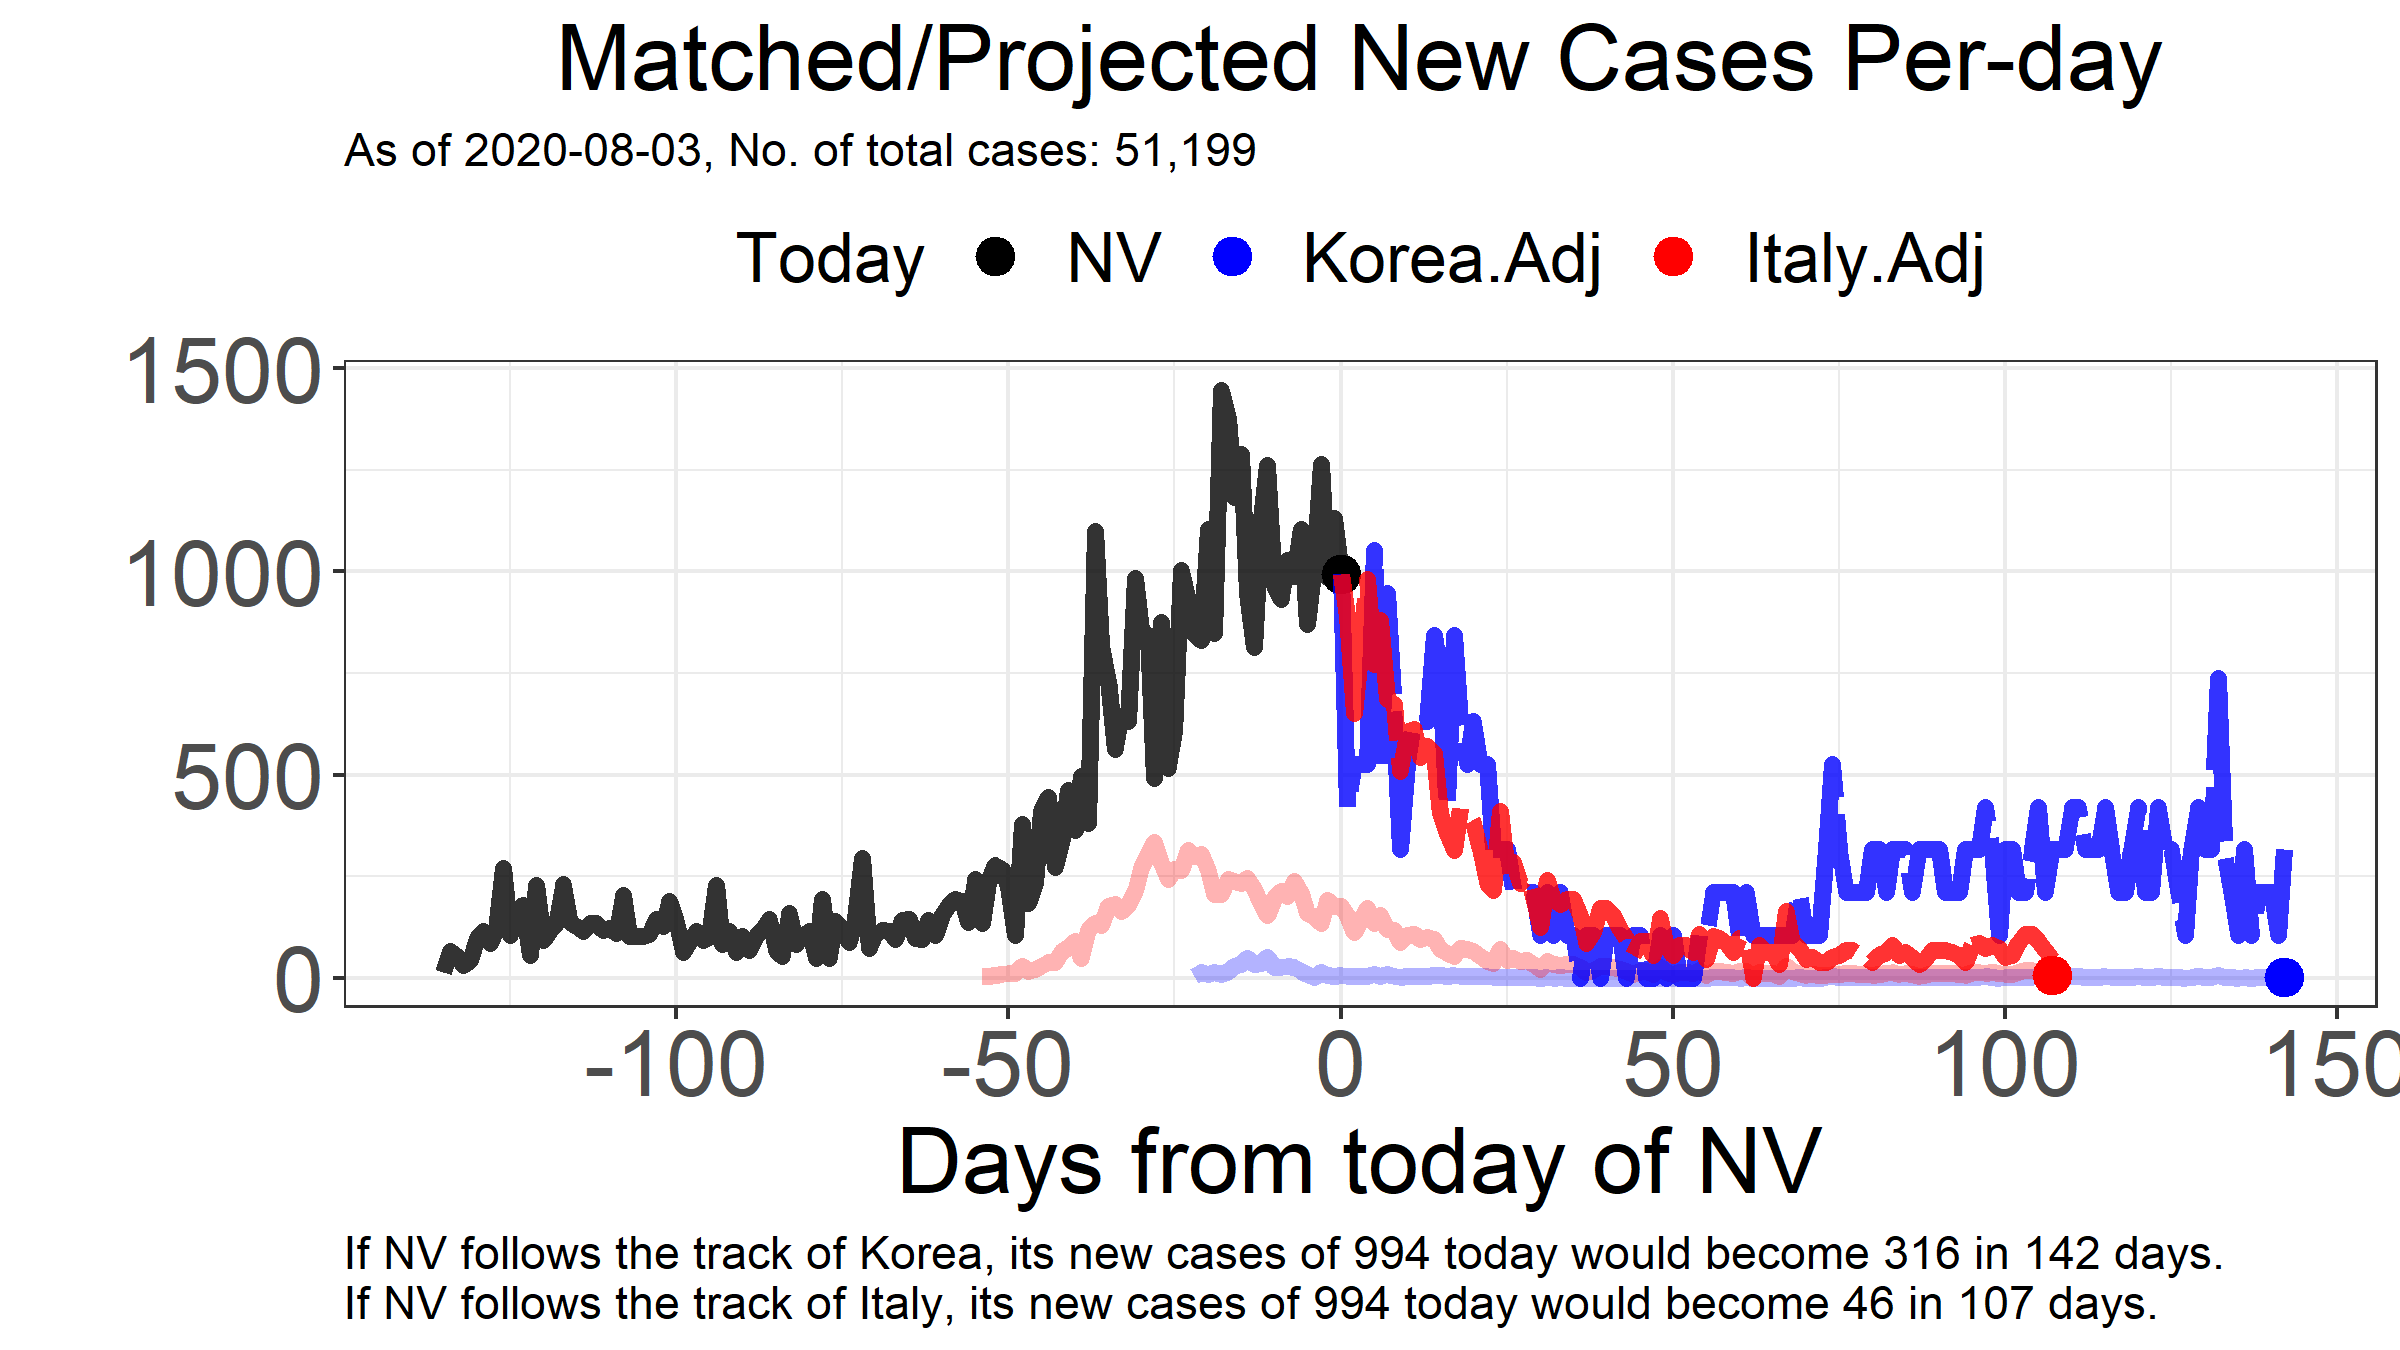 Matched/Projected New Cases Per-day
As of 2020-08-03, No. of total cases: 51,199
Today NV Korea.Adj Italy.Adj
1500
1000
500
0
-100 -50 0 50 100 150
Days from today of NV
If NV follows the track of Korea, its new cases of 994 today would become 316 in 142 days.
If NV follows the track of Italy, its new cases of 994 today would become 46 in 107 days.